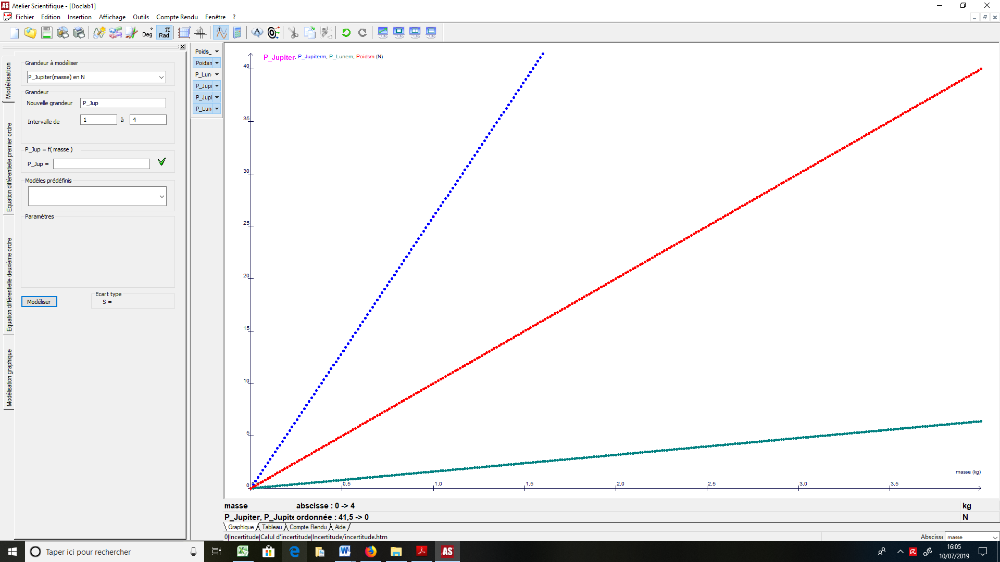 Atelier Scientifique - [Doclab1]
Fichier Edition Insertion Affichage Outils Compte Rendu Fenêtre ?
Deg
π
Rad
Modélisation
Equation différentielle premier ordre
Equation différentielle deuxième ordre
Modélisation graphique
Grandeur à modéliser
P_Jupiter(masse) en N
Grandeur
Nouvelle grandeur P_Jup
Intervalle de 1 à 4
P_Jup = f( masse )
P_Jup =
Modèles prédéfinis
Paramètres
Modéliser
Ecart type
S =
Poids_
Poidsn
P_Lun
P_Jupi
P_Jupi
P_Lun
P_Jupiter, P_Jupiterm, P_Lunem, Poidsm (N)
40
35
30
25
20
15
10
5
0
0,5 1,0 1,5 2,0 2,5 3,0 3,5
masse (kg)
masse abscisse : 0 -> 4 kg
P_Jupiter, P_Jupite ordonnée : 41,5 -> 0 N
Graphique Tableau Compte Rendu Aide
0|Incertitude|Calul d'incertitude|Incertitude/incertitude.htm
Abscisse masse
Taper ici pour rechercher
16:05
10/07/2019